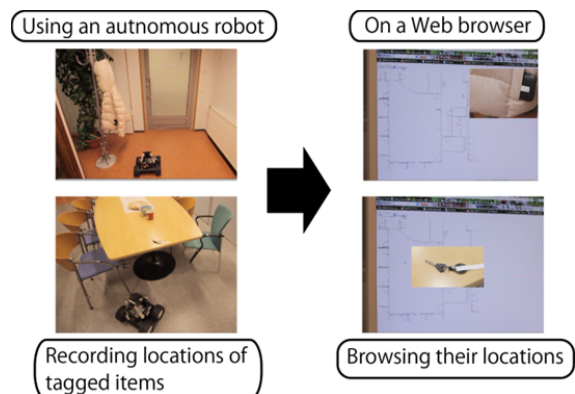 Using an autnomous robot
On a Web browser
Recording locations of
tagged items
Browsing their locations